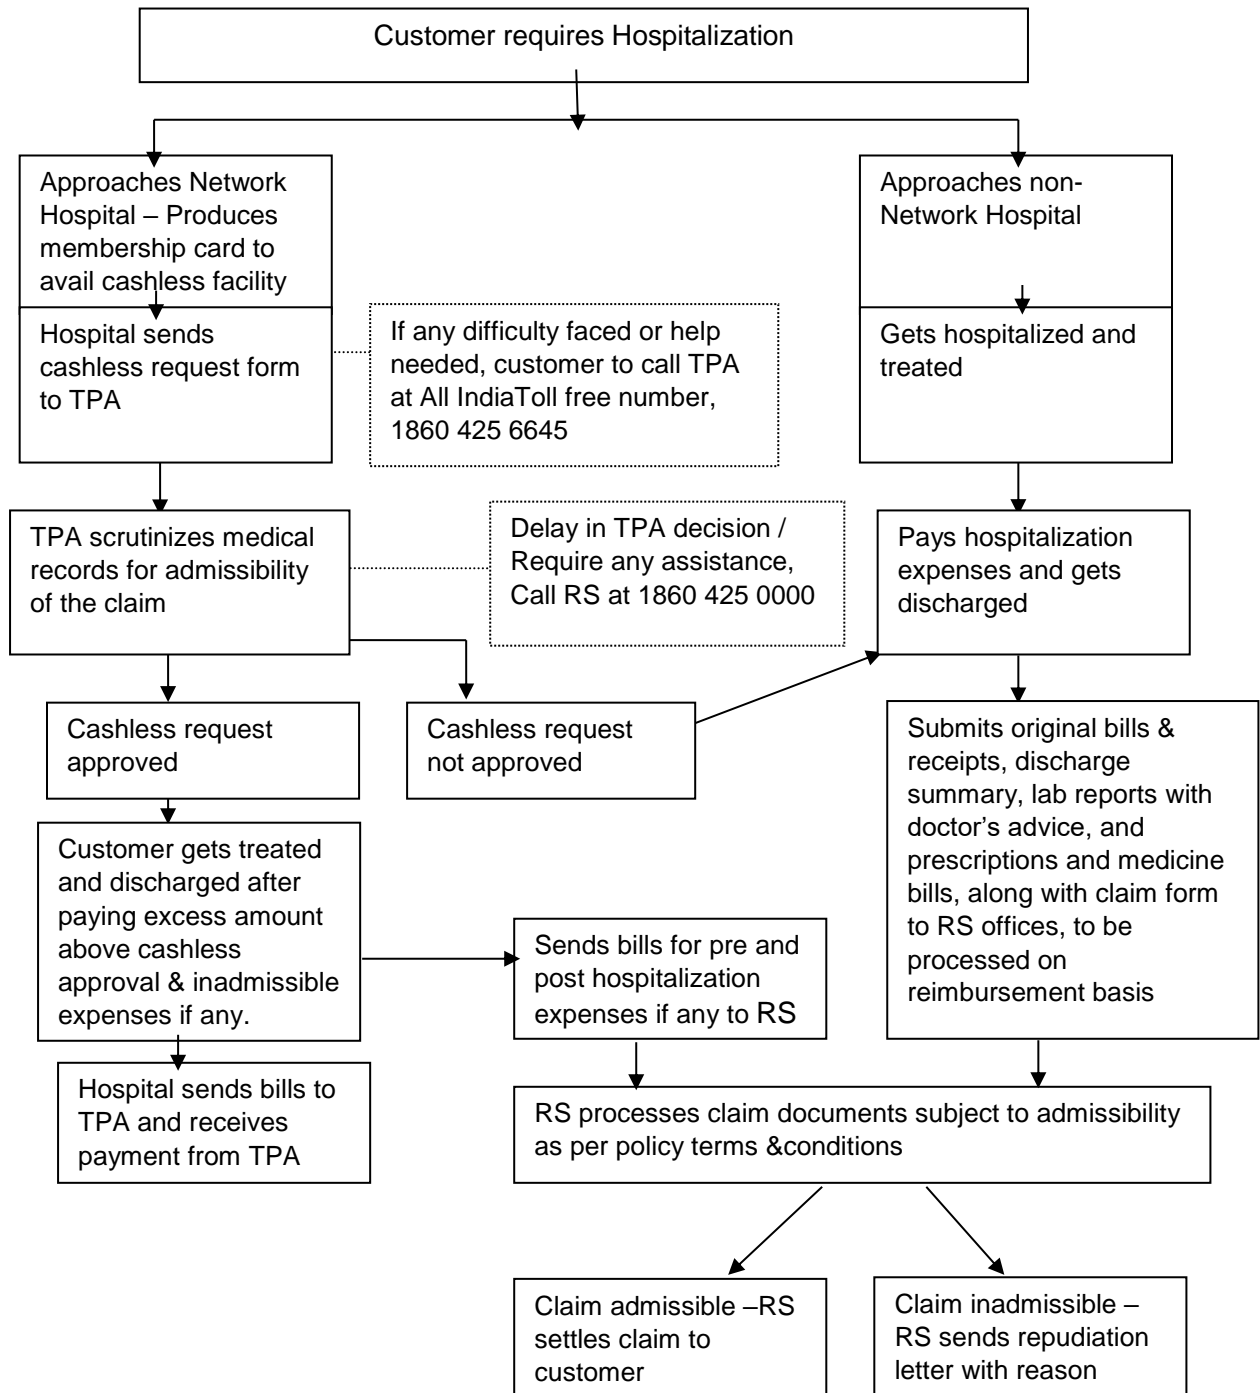 Customer requires Hospitalization
Approaches Network
Hospital – Produces
membership card to
avail cashless facility
Approaches non-
Network Hospital
Hospital sends
cashless request form
to TPA
If any difficulty faced or help
needed, customer to call TPA
at All IndiaToll free number,
1860 425 6645
Gets hospitalized and
treated
TPA scrutinizes medical
records for admissibility
of the claim
Delay in TPA decision /
Require any assistance,
Call RS at 1860 425 0000
Pays hospitalization
expenses and gets
discharged
Cashless request
approved
Cashless request
not approved
Submits original bills &
receipts, discharge
summary, lab reports with
doctor’s advice, and
prescriptions and medicine
bills, along with claim form
to RS offices, to be
processed on
reimbursement basis
Customer gets treated
and discharged after
paying excess amount
above cashless
approval & inadmissible
expenses if any.
Sends bills for pre and
post hospitalization
expenses if any to RS
Hospital sends bills to
TPA and receives
payment from TPA
RS processes claim documents subject to admissibility
as per policy terms &conditions
Claim admissible –RS
settles claim to
customer
Claim inadmissible –
RS sends repudiation
letter with reason